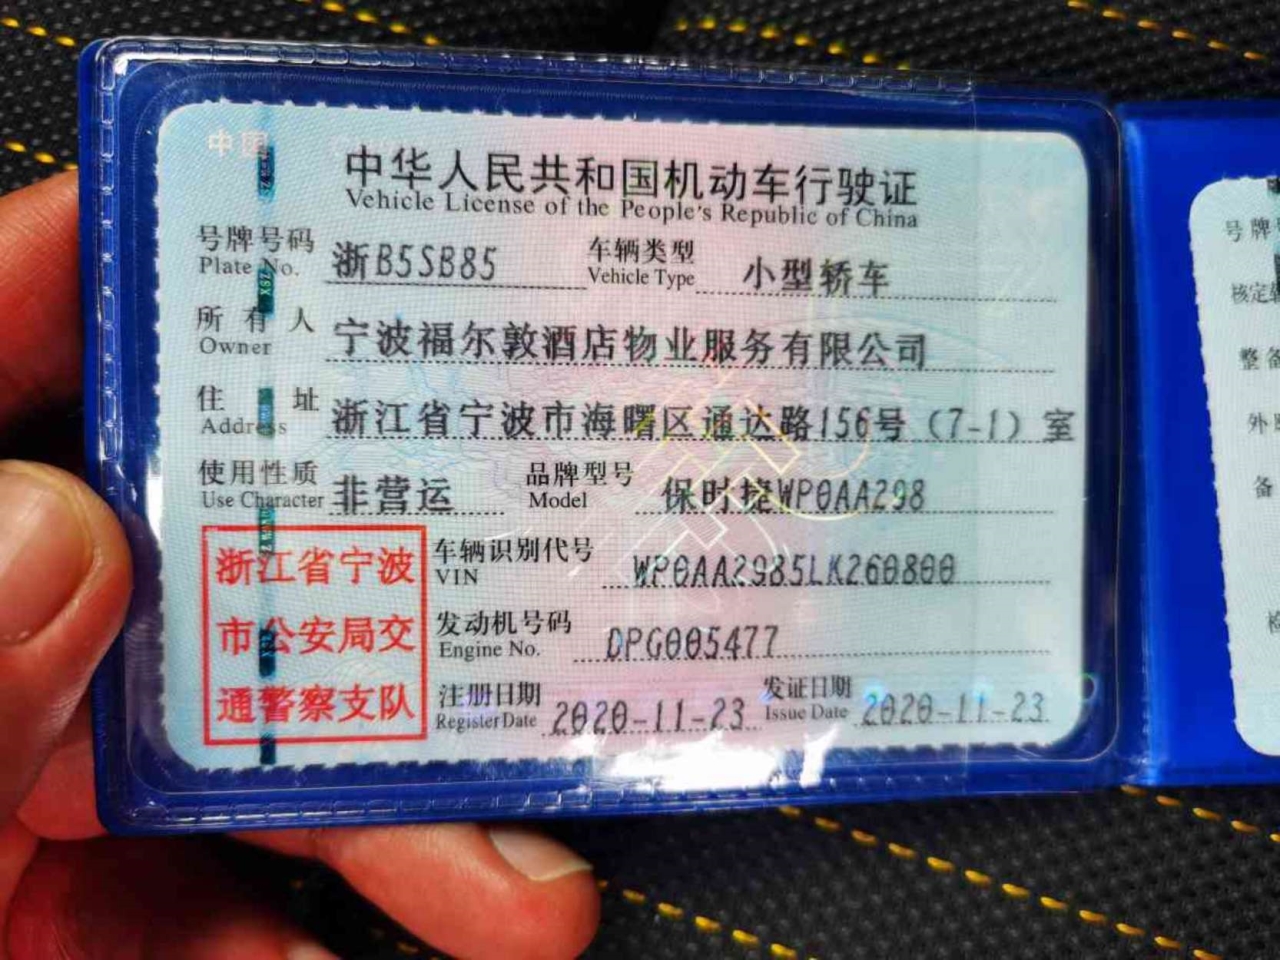 中国
中华人民共和国机动车行驶证
Vehicle License of the People's Republic of China
号牌号码 浙B5SB85 车辆类型 小型轿车
Plate No. Vehicle Type
所有人 宁波福尔敦酒店物业服务有限公司
Owner
住址 浙江省宁波市海曙区通达路156号（7-1）室
Address
使用性质 非营运 品牌型号 保时捷WP0AA298
Use Character Model
浙江省宁波
市公安局交
通警察支队
车辆识别代号 WP0AA2985LK260800
VIN
发动机号码 DPG005477
Engine No.
注册日期 2020-11-23 发证日期 2020-11-23
Register Date Issue Date
号牌
核定
整备
外
备